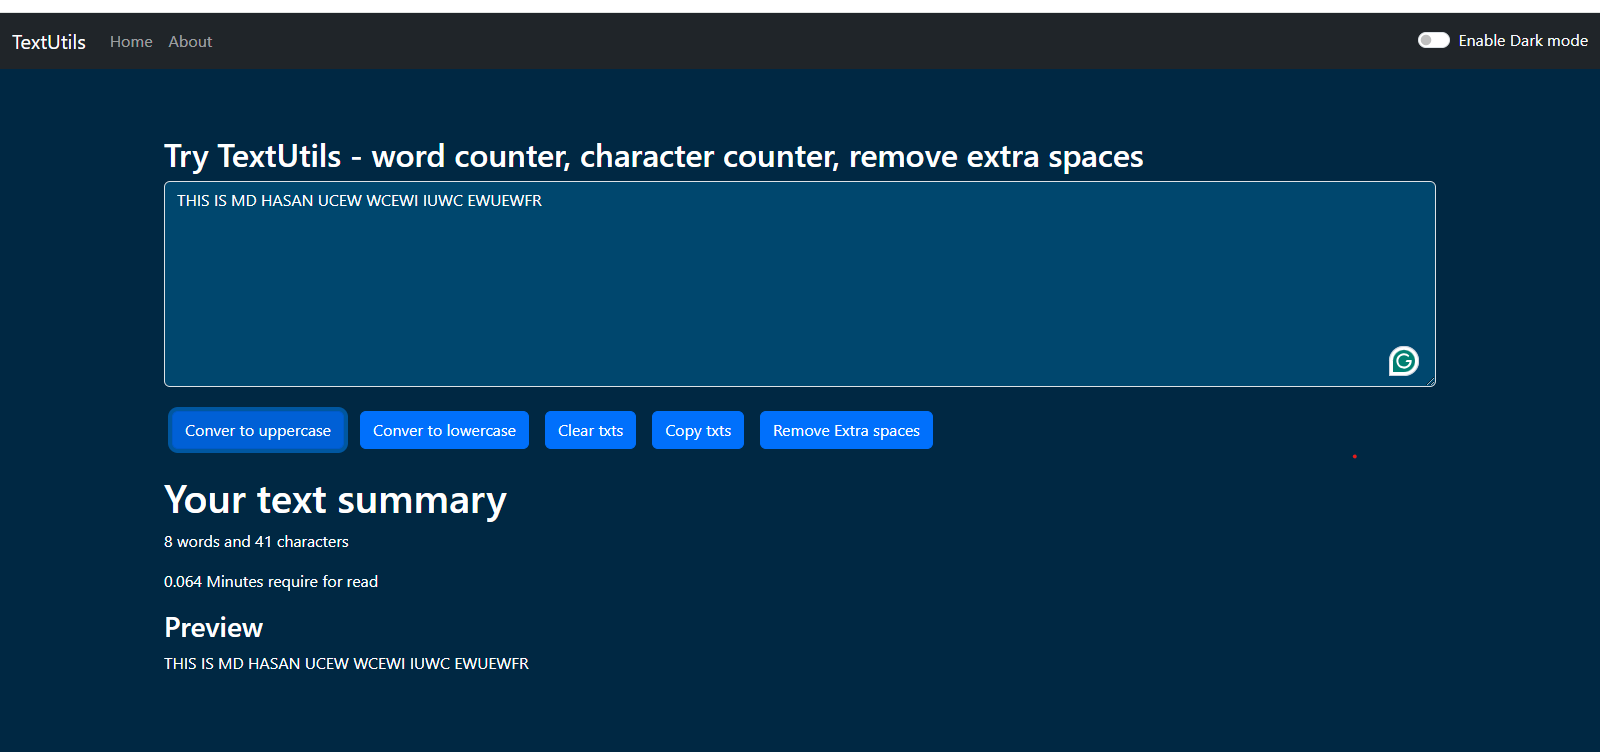 TextUtils Home About Enable Dark mode
Try TextUtils - word counter, character counter, remove extra spaces
THIS IS MD HASAN UCEW WCEWI IUWC EWUEWFR
Conver to uppercase Conver to lowercase Clear txts Copy txts Remove Extra spaces
Your text summary
8 words and 41 characters
0.064 Minutes require for read
Preview
THIS IS MD HASAN UCEW WCEWI IUWC EWUEWFR